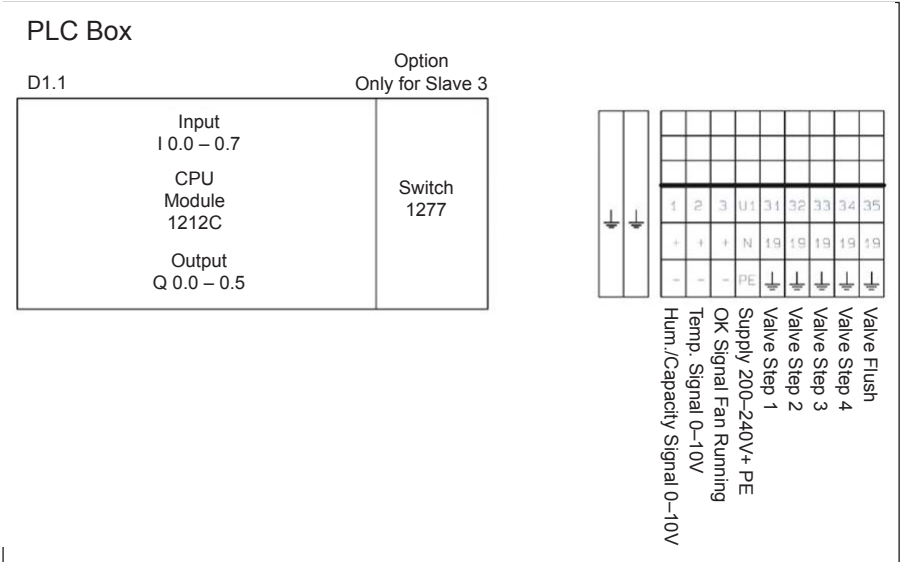 PLC Box
D1.1
Option
Only for Slave 3
Input
I 0.0 – 0.7
CPU
Module
1212C
Output
Q 0.0 – 0.5
Switch
1277
1 2 3 U1 31 32 33 34 35
+ + + N 19 19 19 19 19
- - - PE
Hum./Capacity Signal 0–10V
Temp. Signal 0–10V
OK Signal Fan Running
Supply 200–240V+ PE
Valve Step 1
Valve Step 2
Valve Step 3
Valve Step 4
Valve Flush